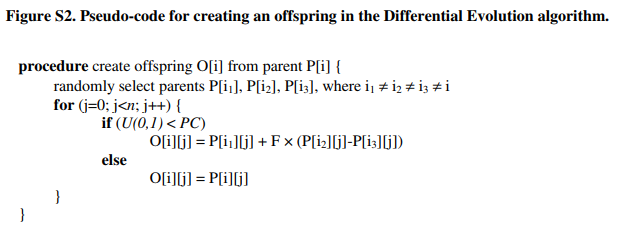 Figure S2. Pseudo-code for creating an offspring in the Differential Evolution algorithm.
procedure create offspring O[i] from parent P[i] {
randomly select parents P[i₁], P[i₂], P[i₃], where i₁ ≠ i₂ ≠ i₃ ≠ i
for (j=0; j<n; j++) {
if (U(0,1) < PC)
O[i][j] = P[i₁][j] + F × (P[i₂][j]-P[i₃][j])
else
O[i][j] = P[i][j]
}
}